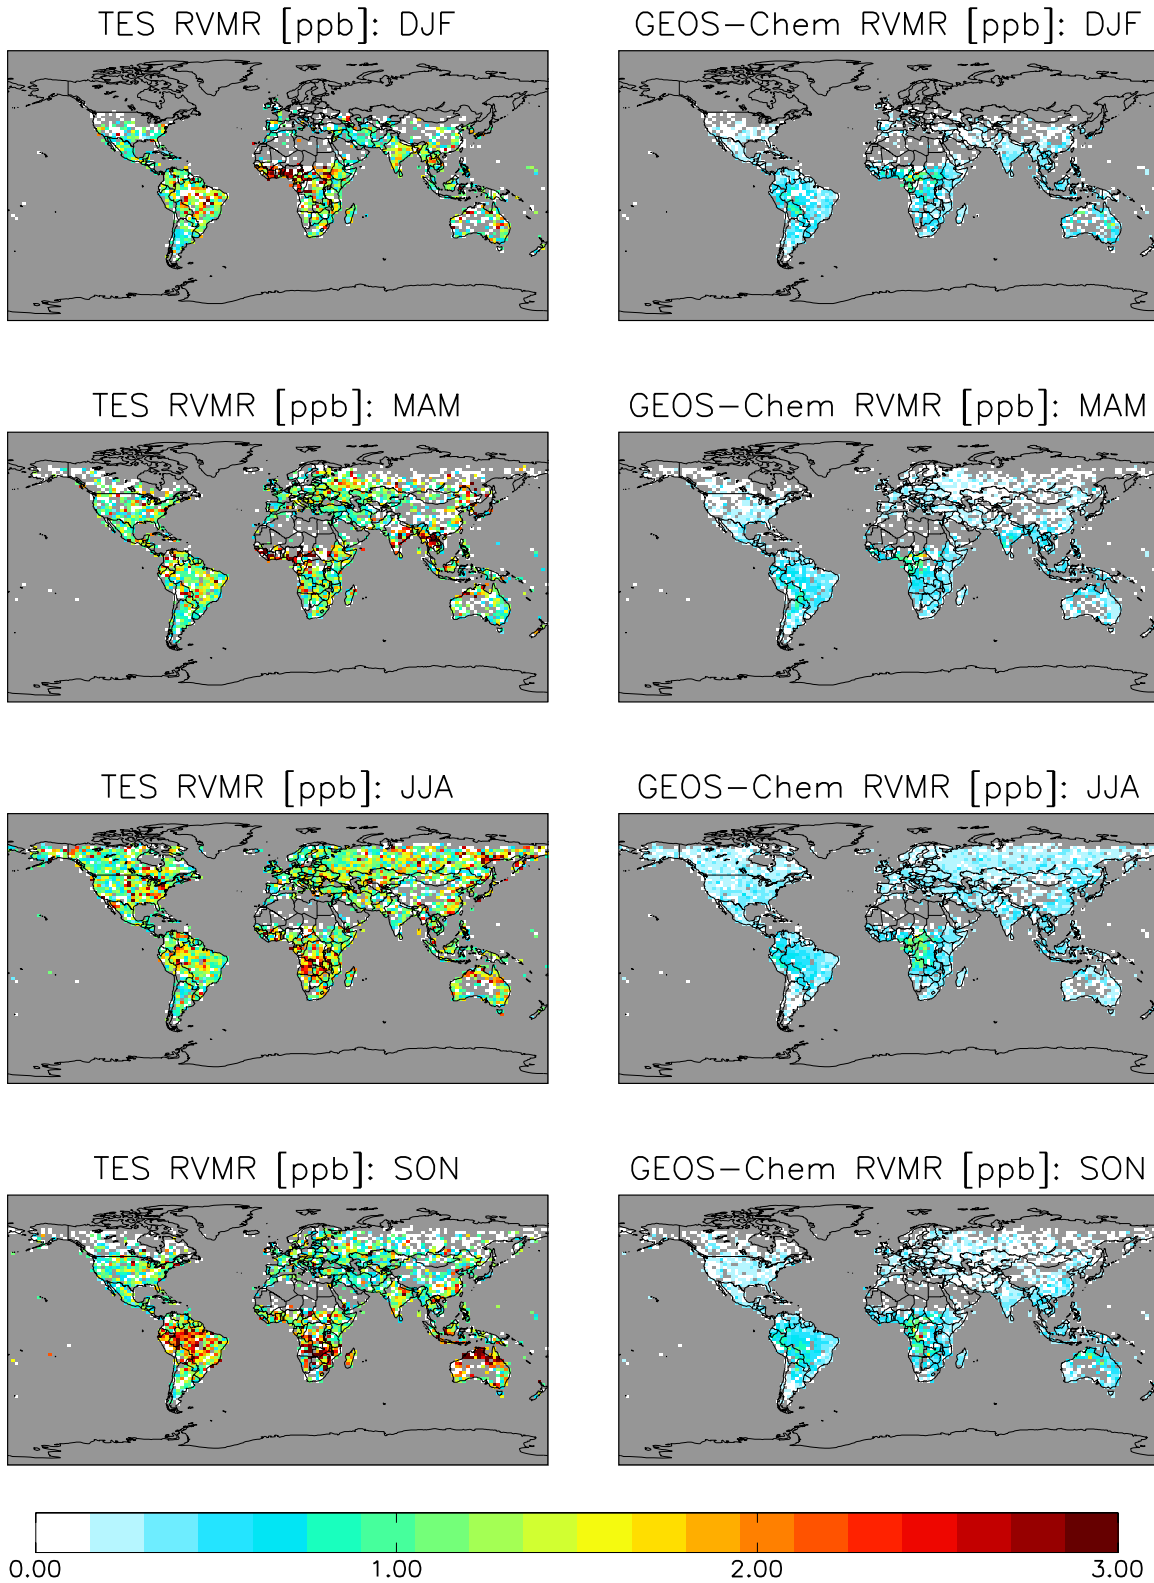 TES RVMR [ppb]: DJF
GEOS-Chem RVMR [ppb]: DJF
TES RVMR [ppb]: MAM
GEOS-Chem RVMR [ppb]: MAM
TES RVMR [ppb]: JJA
GEOS-Chem RVMR [ppb]: JJA
TES RVMR [ppb]: SON
GEOS-Chem RVMR [ppb]: SON
0.00 1.00 2.00 3.00